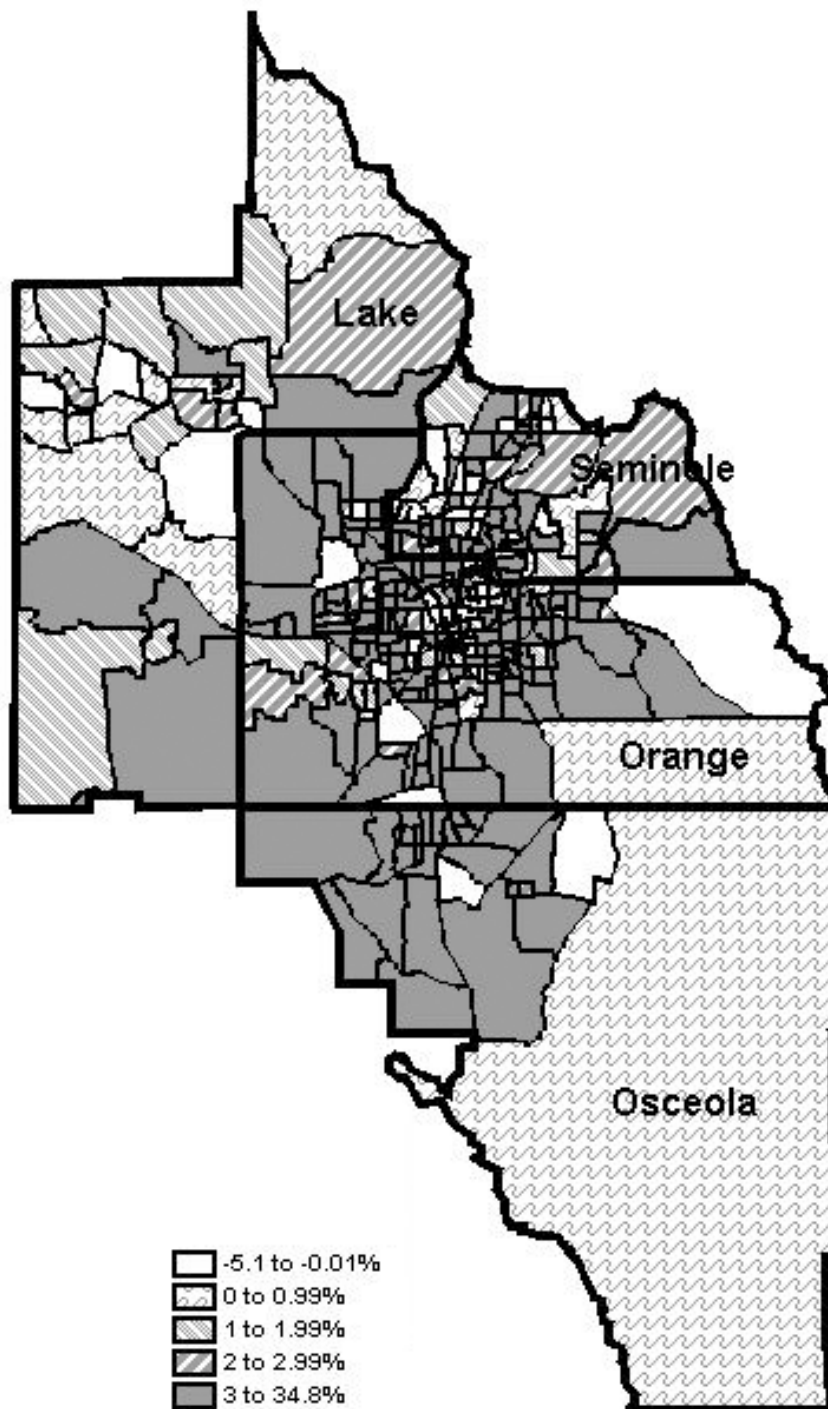 Lake
Seminole
Orange
Osceola
-5.1 to -0.01%
0 to 0.99%
1 to 1.99%
2 to 2.99%
3 to 34.8%